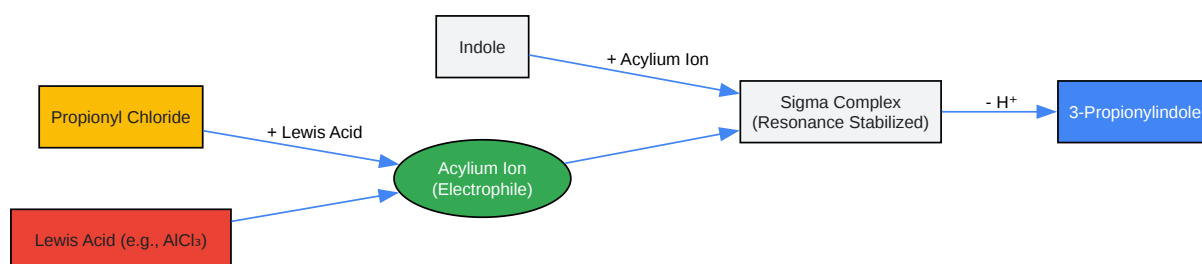 Indole
+ Acylium Ion
Propionyl Chloride
+ Lewis Acid
Sigma Complex
(Resonance Stabilized)
- H⁺
3-Propionylindole
Acylium Ion
(Electrophile)
Lewis Acid (e.g., AlCl₃)